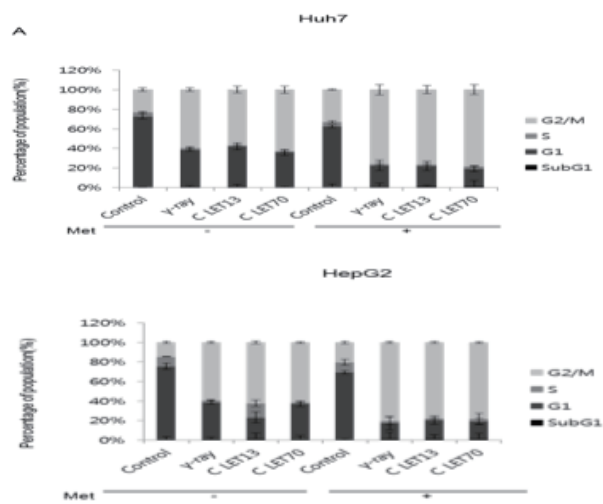 Huh7
A
Percentage of population(%)
120%
100%
80%
60%
40%
20%
0%
G2/M
S
G1
SubG1
Control
γ-ray
C LET13
C LET70
Control
γ-ray
C LET13
C LET70
Met
-
+
HepG2
Percentage of population(%)
120%
100%
80%
60%
40%
20%
0%
G2/M
S
G1
SubG1
Control
γ-ray
C LET13
C LET70
Control
γ-ray
C LET13
C LET70
Met
-
+